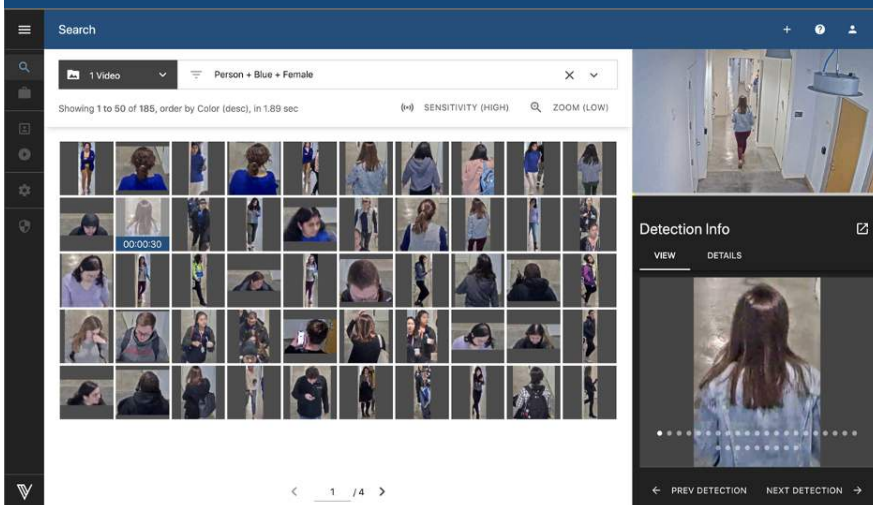 Search
1 Video
Person + Blue + Female
Showing 1 to 50 of 185, order by Color (desc), in 1.89 sec
SENSITIVITY (HIGH)
ZOOM (LOW)
00:00:30
Detection Info
VIEW
DETAILS
1 / 4
PREV DETECTION
NEXT DETECTION